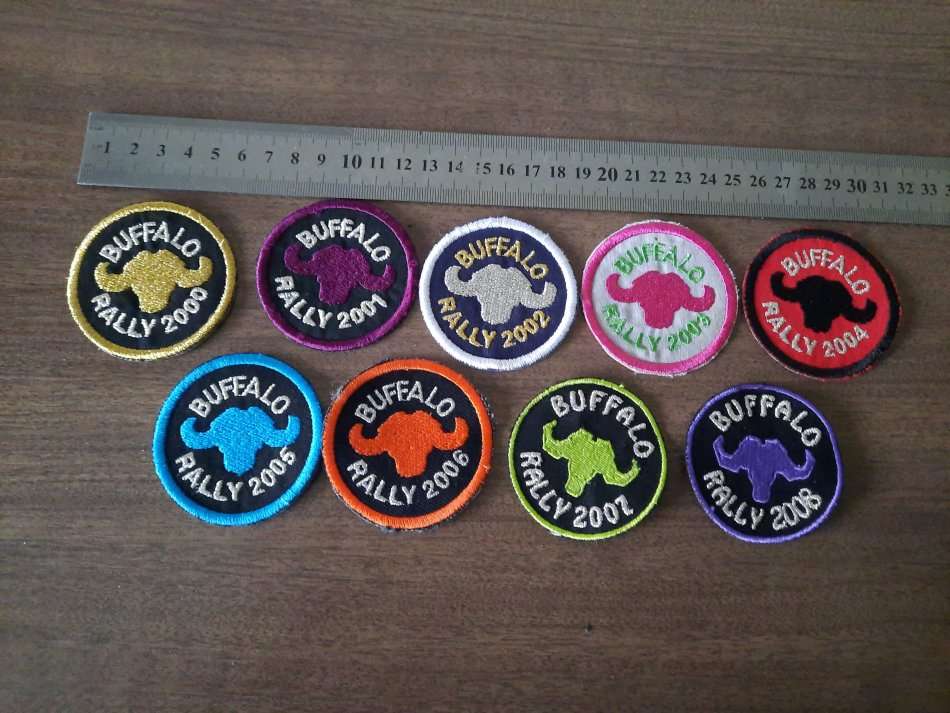 1 2 3 4 5 6 7 8 9 10 11 12 13 14 15 16 17 18 19 20 21 22 23 24 25 26 27 28 29 30 31 32 33
BUFFALO
RALLY 2000
BUFFALO
RALLY 2001
BUFFALO
RALLY 2002
BUFFALO
RALLY 2003
BUFFALO
RALLY 2004
BUFFALO
RALLY 2005
BUFFALO
RALLY 2006
BUFFALO
RALLY 2007
BUFFALO
RALLY 2008